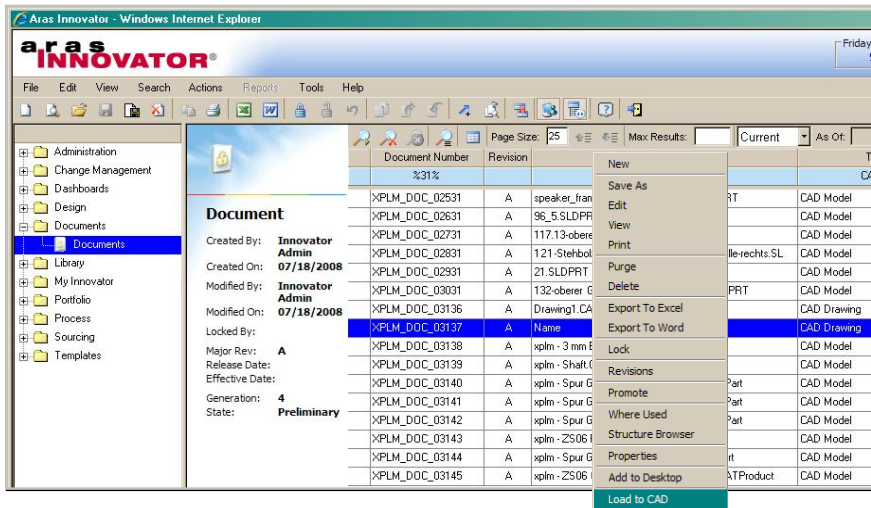 Aras Innovator - Windows Internet Explorer
aras
INNOVATOR®
Friday
File Edit View Search Actions Reports Tools Help
Page Size: 25 Max Results: Current As Of:
Document Number Revision T
%31% CA
Administration
Change Management
Dashboards
Design
Documents
Documents
Library
My Innovator
Portfolio
Process
Sourcing
Templates
Document
Created By: Innovator
Admin
Created On: 07/18/2008
Modified By: Innovator
Admin
Modified On: 07/18/2008
Locked By:
Major Rev: A
Release Date:
Effective Date:
Generation: 4
State: Preliminary
XPLM_DOC_02531 A speaker_fran RT CAD Model
XPLM_DOC_02631 A 96_5.SLDPR CAD Model
XPLM_DOC_02731 A 117.13-obere CAD Model
XPLM_DOC_02831 A 121-Stehbol lle-rechts.SL CAD Model
XPLM_DOC_02931 A 21.SLDPRT CAD Model
XPLM_DOC_03031 A 132-oberer G PRT CAD Model
XPLM_DOC_03136 A Drawing1.CA CAD Drawing
XPLM_DOC_03137 A Name CAD Drawing
XPLM_DOC_03138 A xplm - 3 mm B CAD Model
XPLM_DOC_03139 A xplm - Shaft.C CAD Model
XPLM_DOC_03140 A xplm - Spur G Part CAD Model
XPLM_DOC_03141 A xplm - Spur G Part CAD Model
XPLM_DOC_03142 A xplm - Spur G Part CAD Model
XPLM_DOC_03143 A xplm - ZS06 CAD Model
XPLM_DOC_03144 A xplm - Spur G rt CAD Model
XPLM_DOC_03145 A xplm - ZS06 ATProduct CAD Model
New
Save As
Edit
View
Print
Purge
Delete
Export To Excel
Export To Word
Lock
Revisions
Promote
Where Used
Structure Browser
Properties
Add to Desktop
Load to CAD